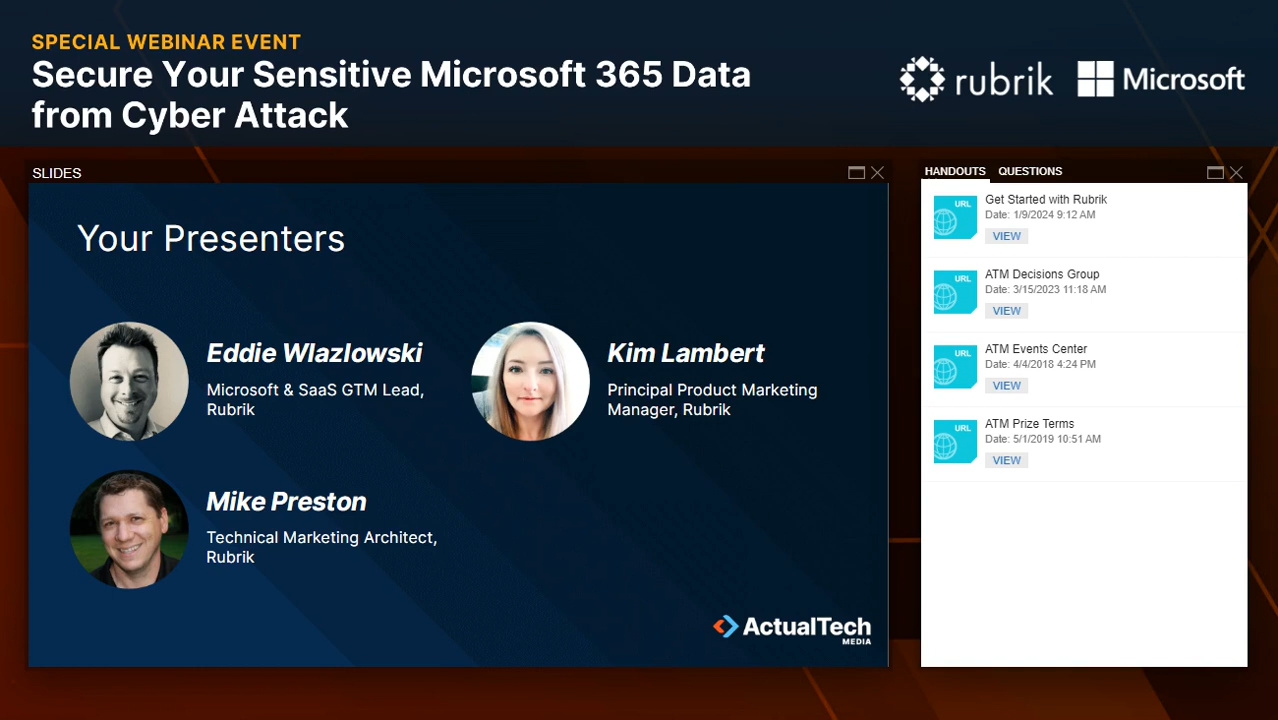 SPECIAL WEBINAR EVENT
Secure Your Sensitive Microsoft 365 Data
from Cyber Attack
rubrik
Microsoft
SLIDES
Your Presenters
Eddie Wlazlowski
Microsoft & SaaS GTM Lead,
Rubrik
Kim Lambert
Principal Product Marketing
Manager, Rubrik
Mike Preston
Technical Marketing Architect,
Rubrik
ActualTech
MEDIA
HANDOUTS QUESTIONS
URL
Get Started with Rubrik
Date: 1/9/2024 9:12 AM
VIEW
URL
ATM Decisions Group
Date: 3/15/2023 11:18 AM
VIEW
URL
ATM Events Center
Date: 4/4/2018 4:24 PM
VIEW
URL
ATM Prize Terms
Date: 5/1/2019 10:51 AM
VIEW